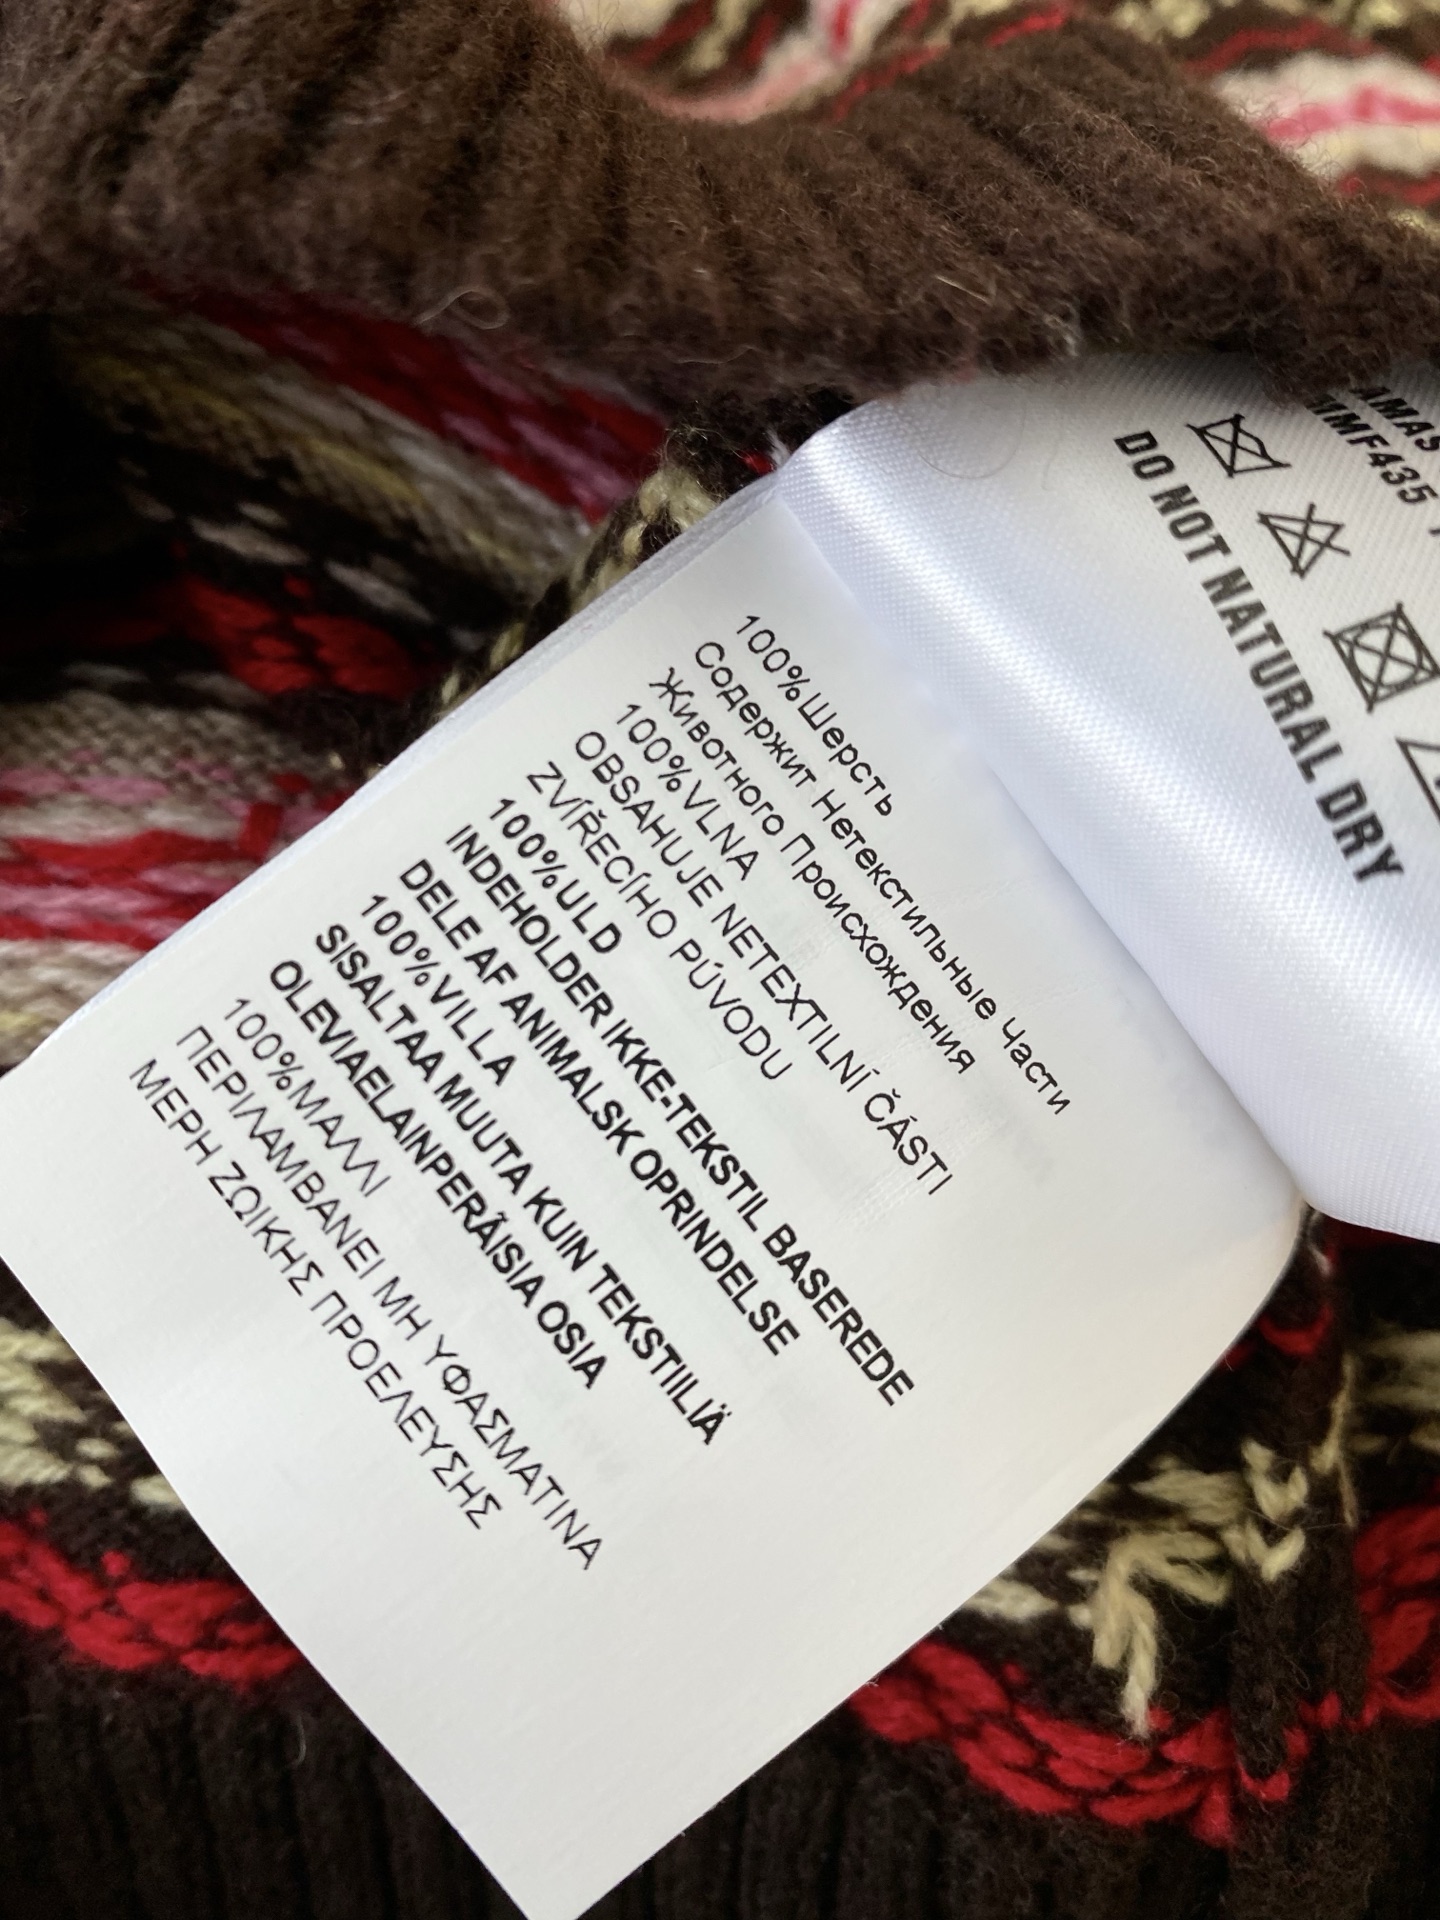 100%Шерсть
Содержит Нетекстильные Части
Животного Происхождения
100%VLNA
OBSAHUJE NETEXTILNÍ ČÁSTI
ZVÍŘECÍHO PÚVODU
100%ULD
INDEHOLDER IKKE-TEKSTIL BASEREDE
DELE AF ANIMALSK OPRINDELSE
100%VILLA
SISALTAA MUUTA KUIN TEKSTIILIÄ
OLEVIAELAINPERÄISIA OSIA
100%ΜΑΛΛΙ
ΠΕΡΙΛΑΜΒΑΝΕΙ ΜΗ ΥΦΑΣΜΑΤΙΝΑ
ΜΕΡΗ ΖΩΙΚΗΣ ΠΡΟΕΛΕΥΣΗΣ
DO NOT NATURAL DRY